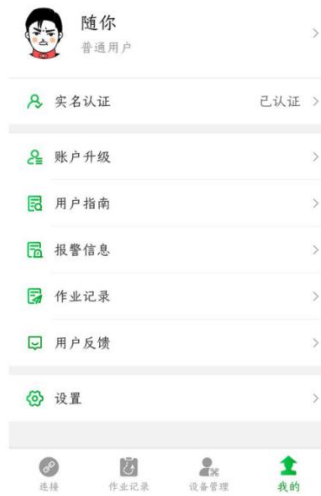 随你
普通用户
实名认证 已认证
账户升级
用户指南
报警信息
作业记录
用户反馈
设置
连接 作业记录 设备管理 我的